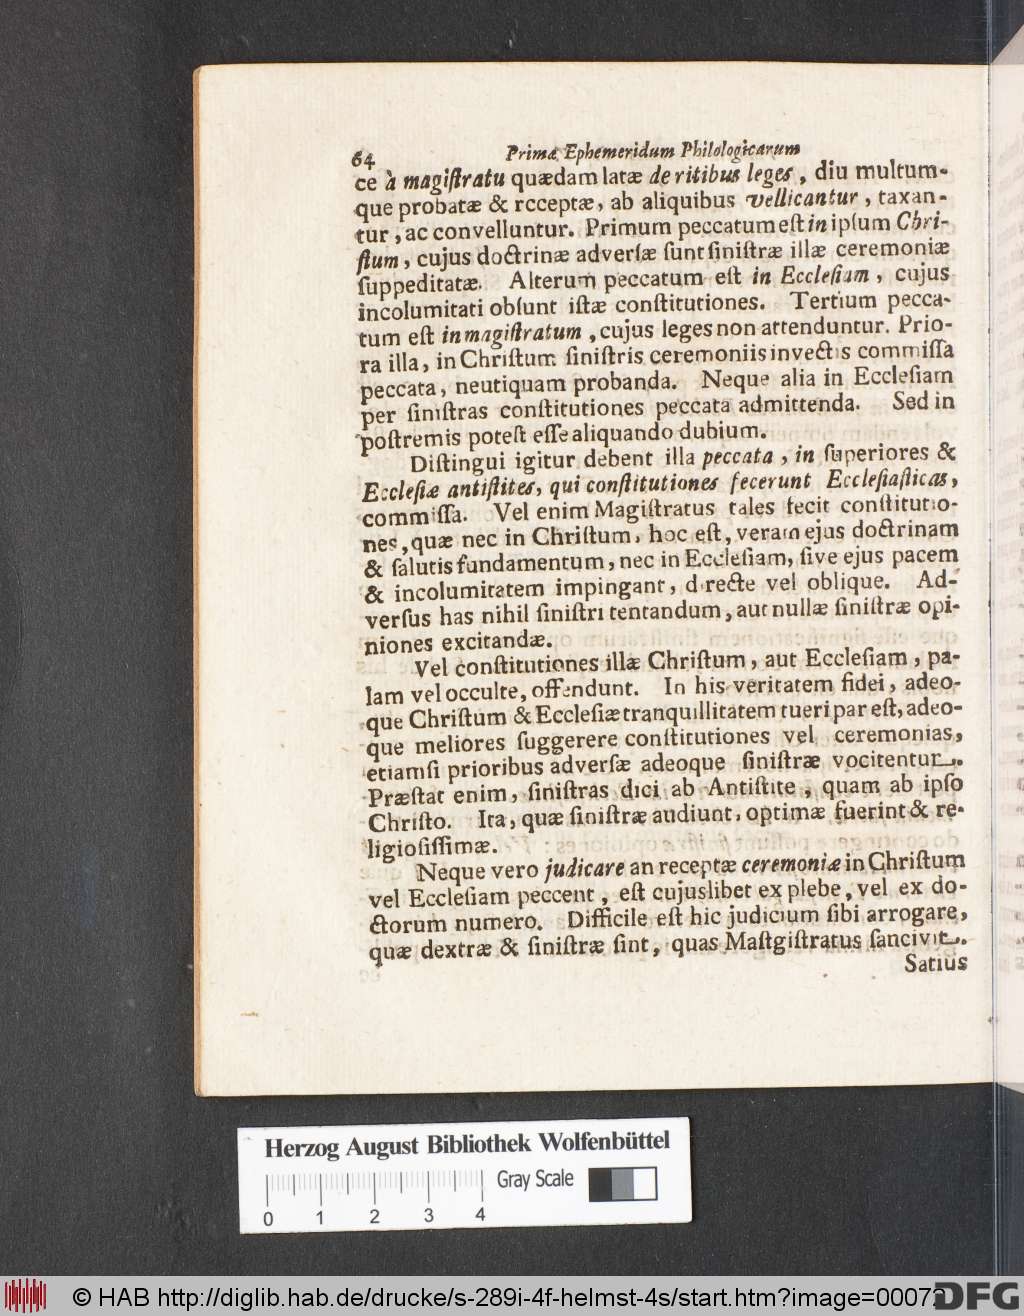 64 Primæ Ephemeridum Philologicarum
ce à magiſtratu quædam latæ de ritibus leges, diu multum-
que probatæ & rcceptæ, ab aliquibus vellicantur, taxan-
tur, ac convelluntur. Primum peccatum eſt in ipſum Chri-
ſtum, cujus doctrinæ adverſæ ſunt ſiniſtræ illæ ceremoniæ
ſuppeditatæ. Alterum peccatum eſt in Eccleſiam, cujus
incolumitati obſunt iſtæ conſtitutiones. Tertium pecca-
tum eſt in magiſtratum, cujus leges non attenduntur. Prio-
ra illa, in Chriſtum ſiniſtris ceremoniis invectis commiſſa
peccata, neutiquam probanda. Neque alia in Eccleſiam
per ſiniſtras conſtitutiones peccata admittenda. Sed in
poſtremis poteſt eſſe aliquando dubium.
Diſtingui igitur debent illa peccata, in ſuperiores &
Eccleſiæ antiſtites, qui conſtitutiones fecerunt Eccleſiaſticas,
commiſſa. Vel enim Magiſtratus tales fecit conſtitutio-
nes, quæ nec in Chriſtum, hoc eſt, veram ejus doctrinam
& ſalutis fundamentum, nec in Eccleſiam, ſive ejus pacem
& incolumitatem impingant, directe vel oblique. Ad-
verſus has nihil ſiniſtri tentandum, aut nullæ ſiniſtræ opi-
niones excitandæ.
Vel conſtitutiones illæ Chriſtum, aut Eccleſiam, pa-
lam vel occulte, offendunt. In his veritatem fidei, adeo-
que Chriſtum & Eccleſiæ tranquillitatem tueri par eſt, adeo-
que meliores ſuggerere conſtitutiones vel ceremonias,
etiamſi prioribus adverſæ adeoque ſiniſtræ vocitentur.
Præſtat enim, ſiniſtras dici ab Antiſtite, quam ab ipſo
Chriſto. Ita, quæ ſiniſtræ audiunt, optimæ fuerint & re-
ligioſiſſimæ.
Neque vero judicare an receptæ ceremoniæ in Chriſtum
vel Eccleſiam peccent, eſt cujuslibet ex plebe, vel ex do-
ctorum numero. Difficile eſt hic judicium ſibi arrogare,
quæ dextræ & ſiniſtræ ſint, quas Maſtgiſtratus ſancivit.
Satius
Herzog August Bibliothek Wolfenbüttel
Gray Scale
0 1 2 3 4
© HAB http://diglib.hab.de/drucke/s-289i-4f-helmst-4s/start.htm?image=00072
DFG